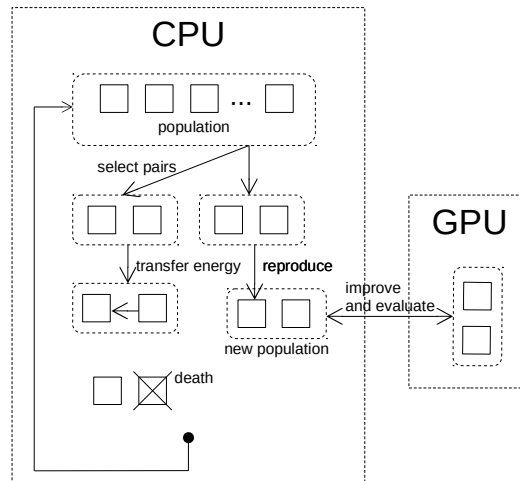 CPU
...
population
select pairs
GPU
transfer energy
reproduce
improve
and evaluate
new population
death